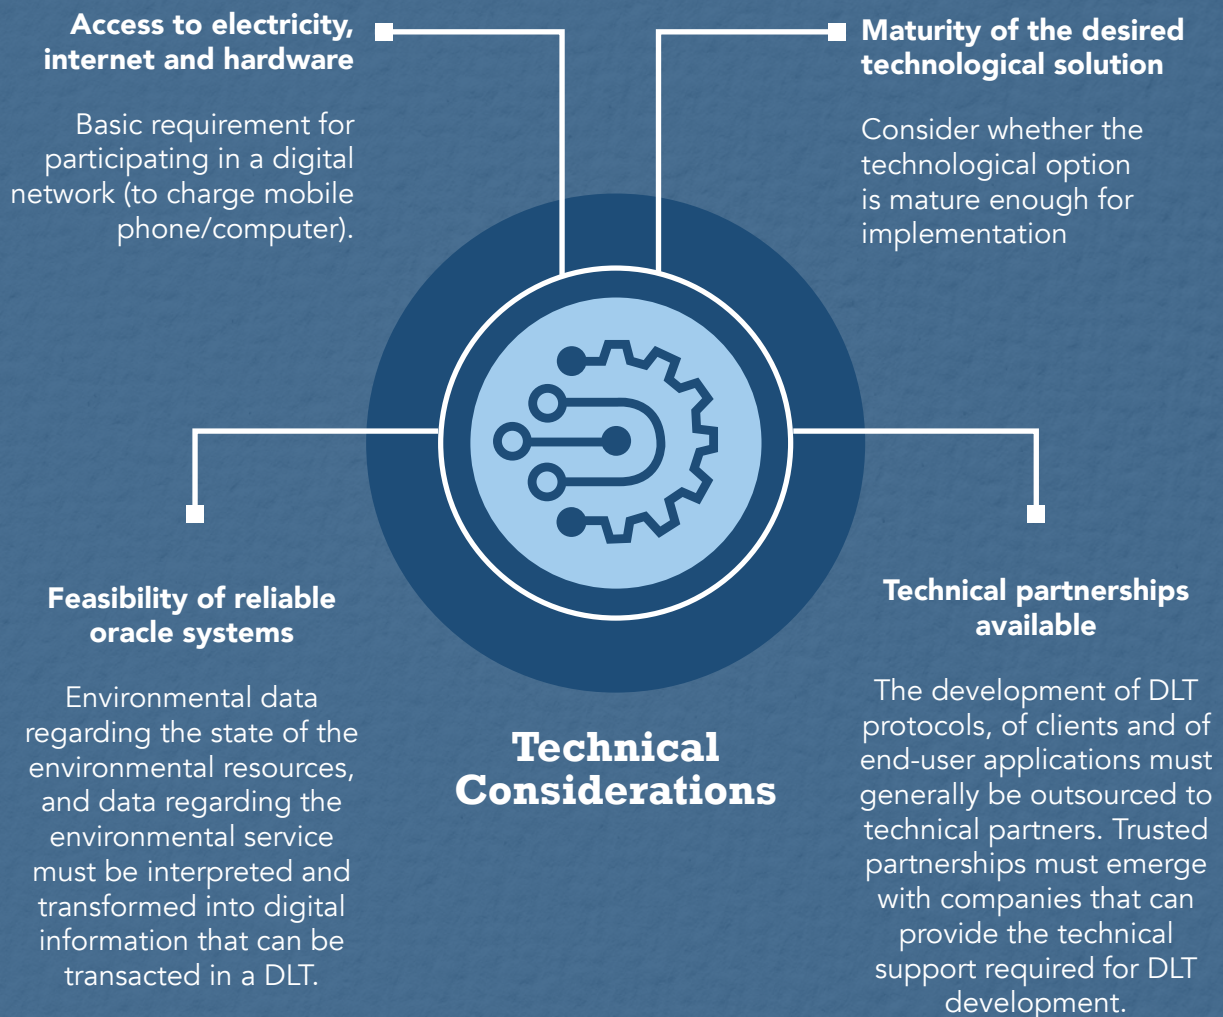 Access to electricity,
internet and hardware
Basic requirement for
participating in a digital
network (to charge mobile
phone/computer).
Maturity of the desired
technological solution
Consider whether the
technological option
is mature enough for
implementation
Feasibility of reliable
oracle systems
Environmental data
regarding the state of the
environmental resources,
and data regarding the
environmental service
must be interpreted and
transformed into digital
information that can be
transacted in a DLT.
Technical
Considerations
Technical partnerships
available
The development of DLT
protocols, of clients and of
end-user applications must
generally be outsourced to
technical partners. Trusted
partnerships must emerge
with companies that can
provide the technical
support required for DLT
development.